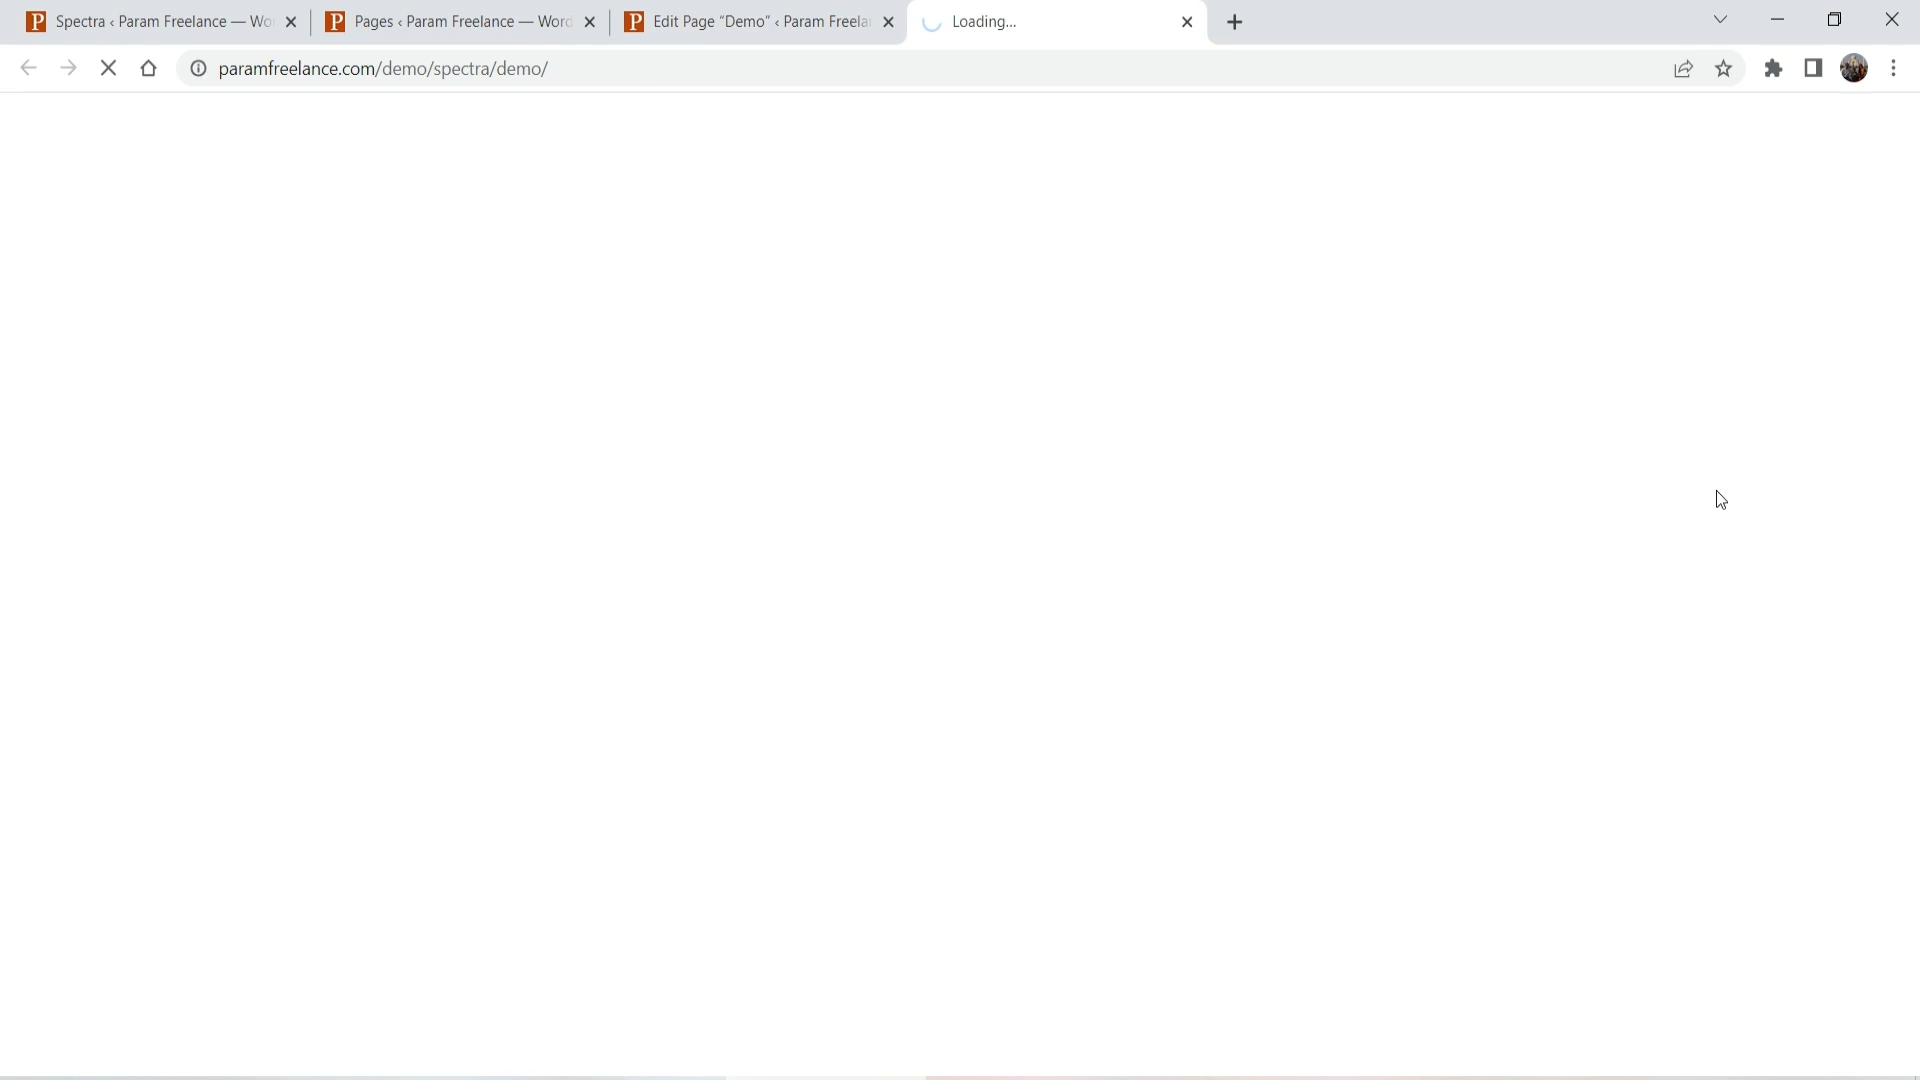 P Spectra ‹ Param Freelance — Wo
P Pages ‹ Param Freelance — Word
P Edit Page “Demo” ‹ Param Freela
Loading...
paramfreelance.com/demo/spectra/demo/